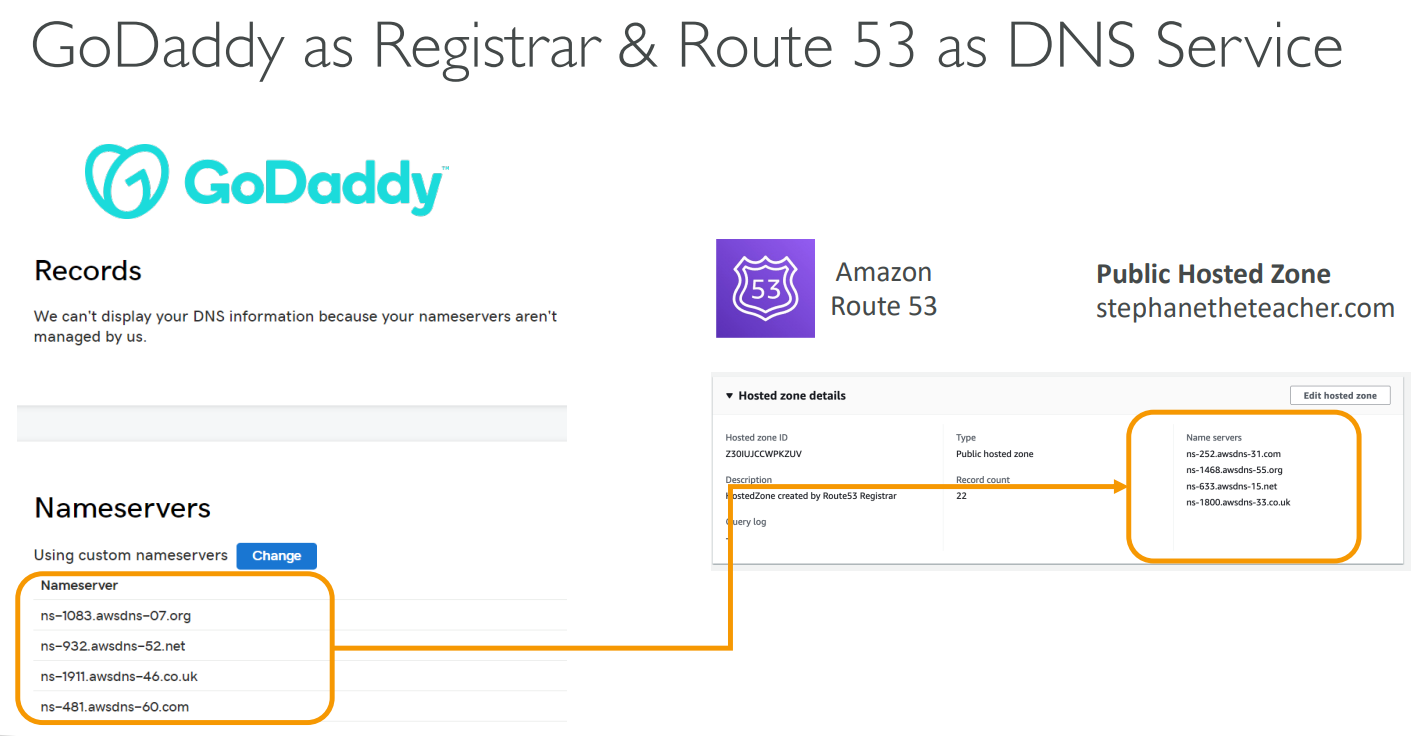 GoDaddy as Registrar & Route 53 as DNS Service
GoDaddy™
Records
We can't display your DNS information because your nameservers aren't
managed by us.
Nameservers
Using custom nameservers Change
Nameserver
ns-1083.awsdns-07.org
ns-932.awsdns-52.net
ns-1911.awsdns-46.co.uk
ns-481.awsdns-60.com
53
Amazon
Route 53
Public Hosted Zone
stephanetheteacher.com
▼ Hosted zone details
Edit hosted zone
Hosted zone ID
Z30IUJCCWPKZUV
Description
HostedZone created by Route53 Registrar
Query log
-
Type
Public hosted zone
Record count
22
Name servers
ns-252.awsdns-31.com
ns-1468.awsdns-55.org
ns-633.awsdns-15.net
ns-1800.awsdns-33.co.uk